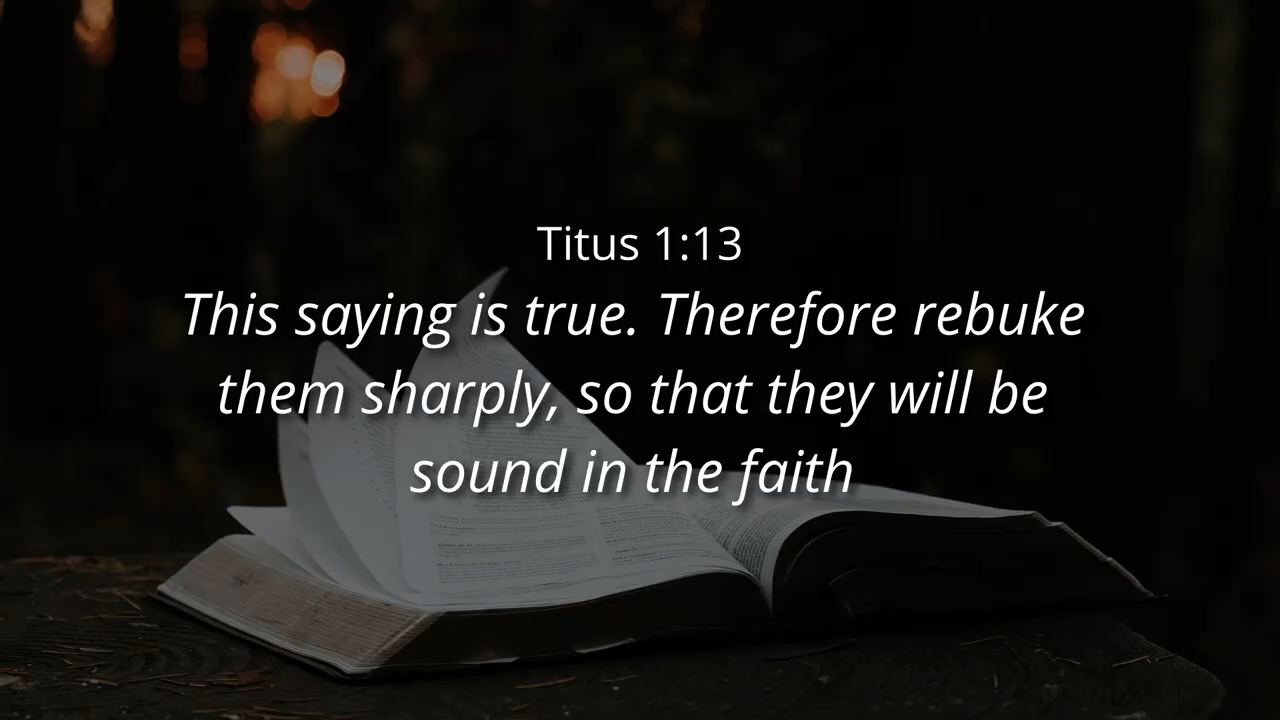 Titus 1:13
This saying is true. Therefore rebuke
them sharply, so that they will be
sound in the faith